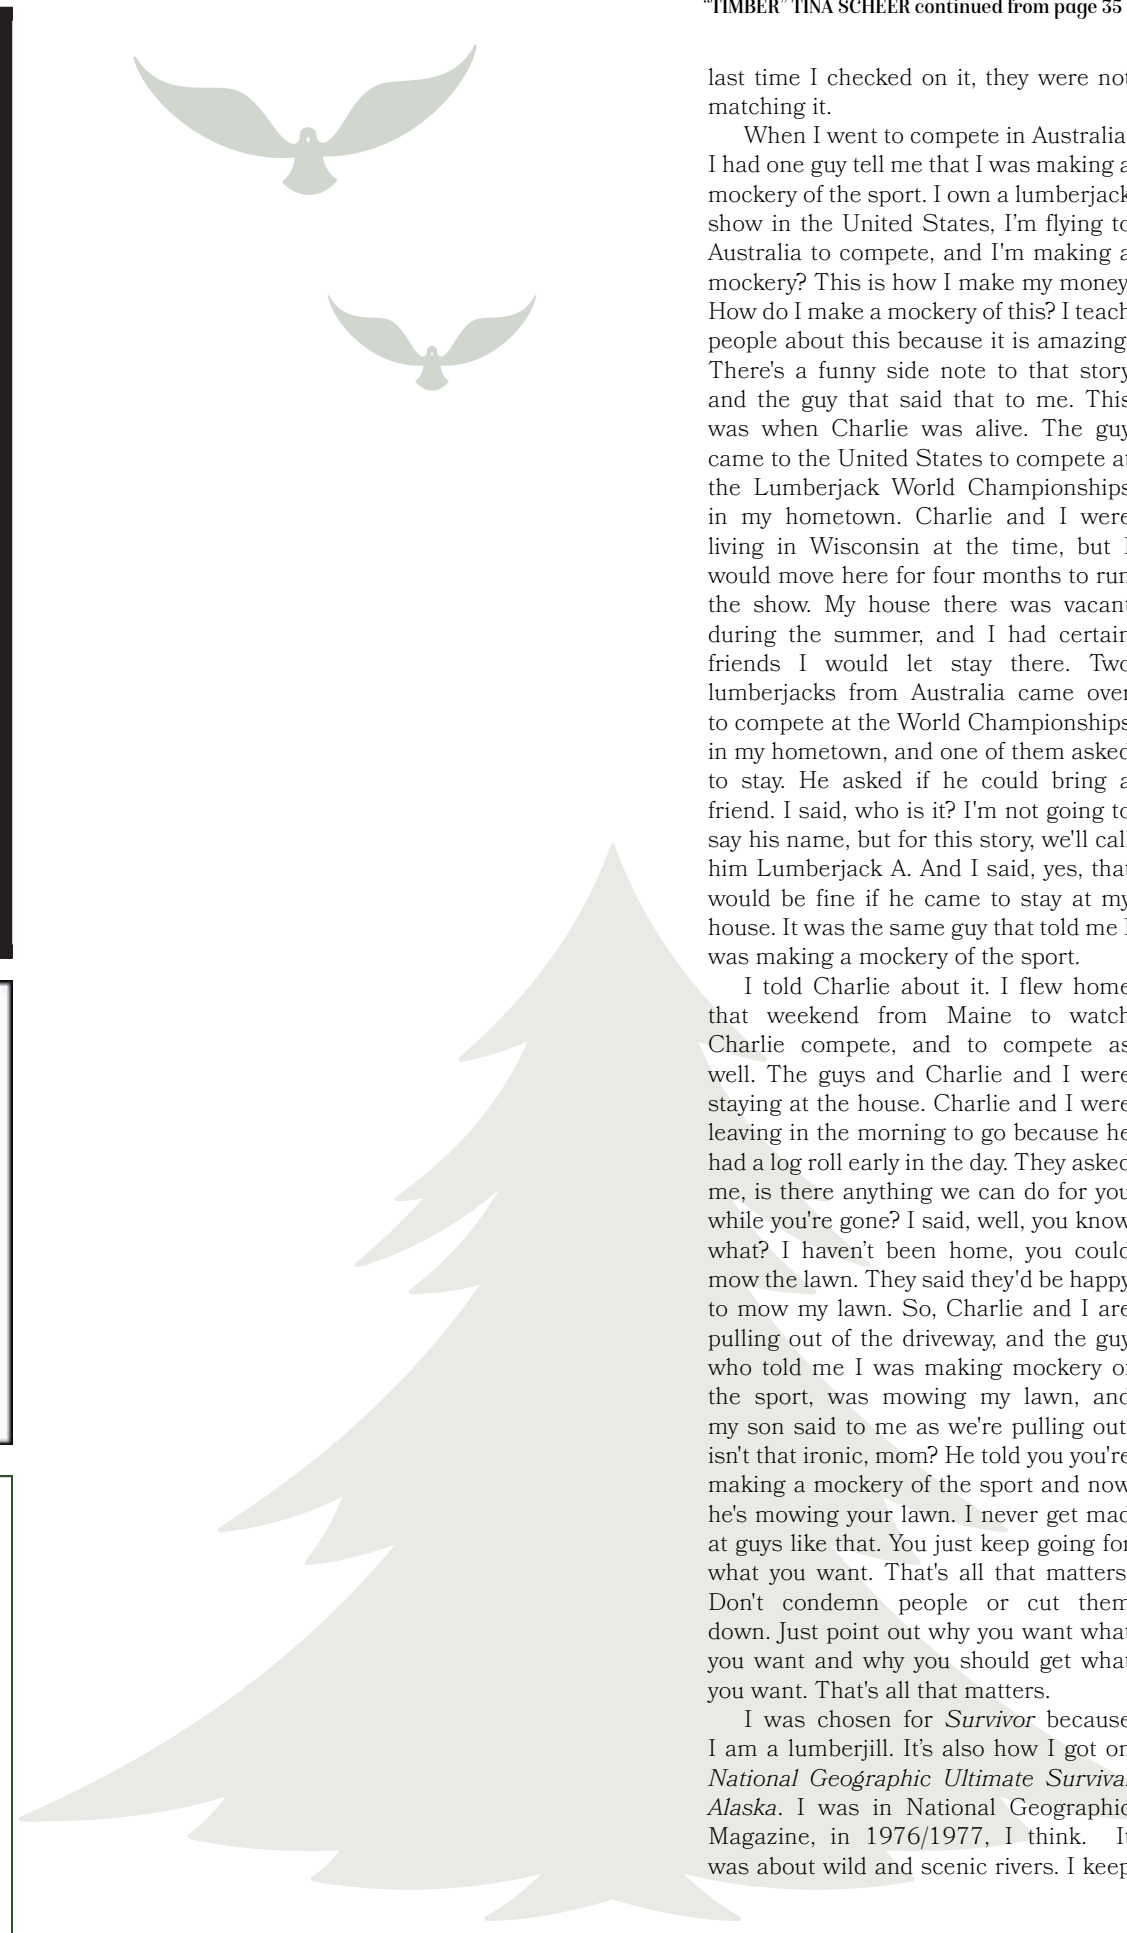 "TIMBER" TINA SCHEER continued from page 35
last time I checked on it, they were not
matching it.
When I went to compete in Australia
I had one guy tell me that I was making a
mockery of the sport. I own a lumberjack
show in the United States, I’m flying to
Australia to compete, and I'm making a
mockery? This is how I make my money.
How do I make a mockery of this? I teach
people about this because it is amazing.
There's a funny side note to that story
and the guy that said that to me. This
was when Charlie was alive. The guy
came to the United States to compete at
the Lumberjack World Championships
in my hometown. Charlie and I were
living in Wisconsin at the time, but I
would move here for four months to run
the show. My house there was vacant
during the summer, and I had certain
friends I would let stay there. Two
lumberjacks from Australia came over
to compete at the World Championships
in my hometown, and one of them asked
to stay. He asked if he could bring a
friend. I said, who is it? I'm not going to
say his name, but for this story, we'll call
him Lumberjack A. And I said, yes, that
would be fine if he came to stay at my
house. It was the same guy that told me I
was making a mockery of the sport.
I told Charlie about it. I flew home
that weekend from Maine to watch
Charlie compete, and to compete as
well. The guys and Charlie and I were
staying at the house. Charlie and I were
leaving in the morning to go because he
had a log roll early in the day. They asked
me, is there anything we can do for you
while you're gone? I said, well, you know
what? I haven’t been home, you could
mow the lawn. They said they'd be happy
to mow my lawn. So, Charlie and I are
pulling out of the driveway, and the guy
who told me I was making mockery of
the sport, was mowing my lawn, and
my son said to me as we're pulling out,
isn't that ironic, mom? He told you you're
making a mockery of the sport and now
he's mowing your lawn. I never get mad
at guys like that. You just keep going for
what you want. That's all that matters.
Don't condemn people or cut them
down. Just point out why you want what
you want and why you should get what
you want. That's all that matters.
I was chosen for Survivor because
I am a lumberjill. It’s also how I got on
National Geographic Ultimate Survival
Alaska. I was in National Geographic
Magazine, in 1976/1977, I think. It
was about wild and scenic rivers. I keep